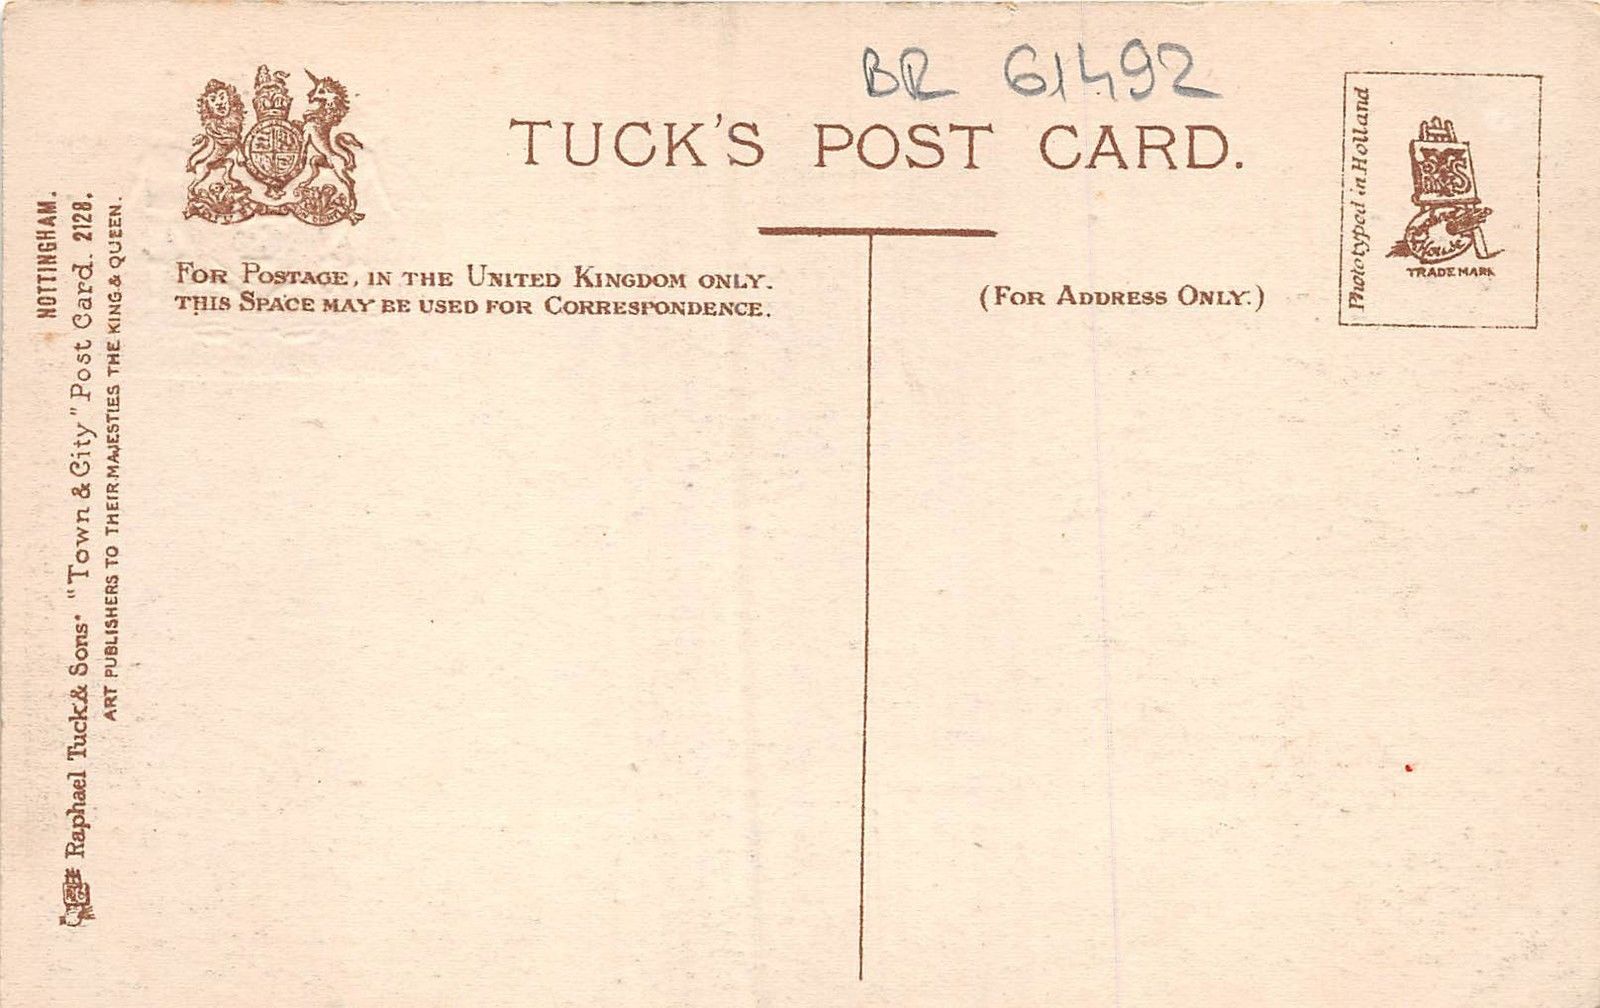 BR 61492
TUCK'S POST CARD.
FOR POSTAGE, IN THE UNITED KINGDOM ONLY.
THIS SPACE MAY BE USED FOR CORRESPONDENCE.
(FOR ADDRESS ONLY.)
Phototyped in Holland
TRADE MARK
NOTTINGHAM.
Raphael Tuck & Sons' "Town & City" Post Card. 2128.
ART PUBLISHERS TO THEIR MAJESTIES THE KING & QUEEN.